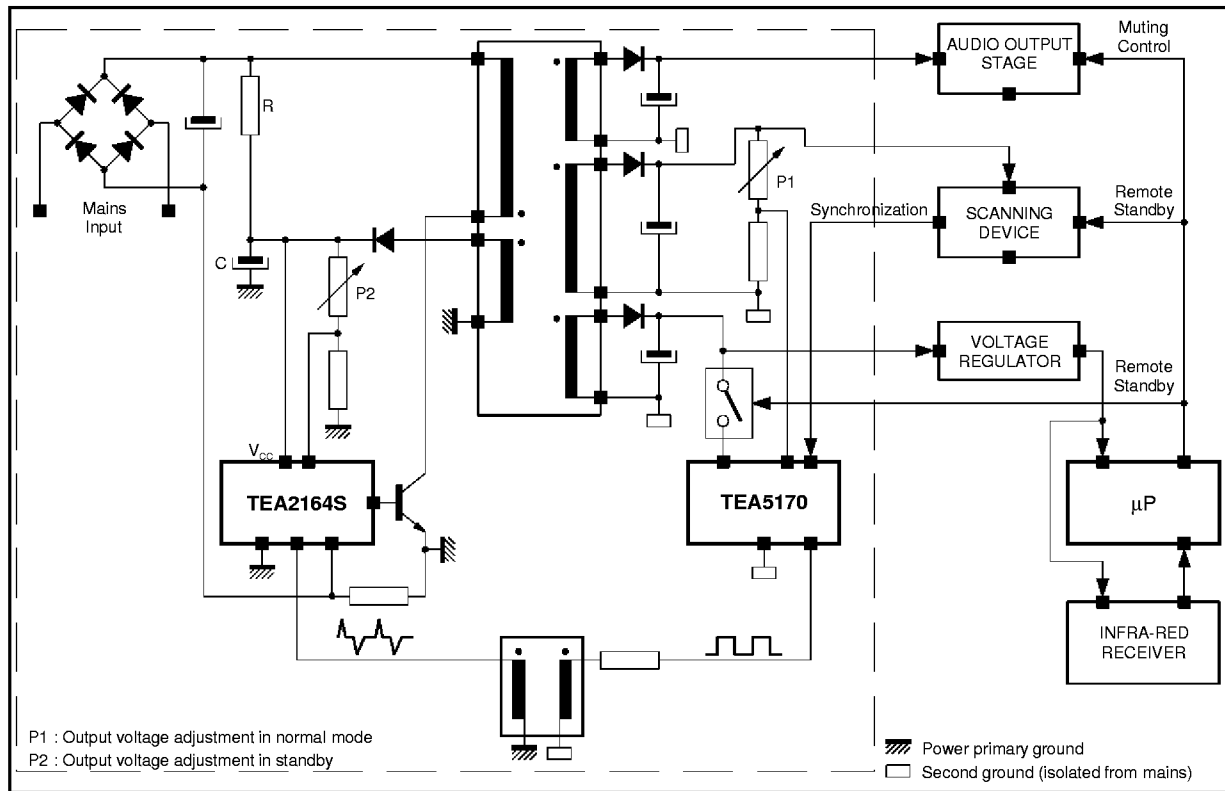 AUDIO OUTPUT
STAGE
Muting
Control
R
P1
Mains
Input
Synchronization
SCANNING
DEVICE
Remote
Standby
C
P2
VOLTAGE
REGULATOR
Remote
Standby
VCC
TEA2164S
TEA5170
µP
INFRA-RED
RECEIVER
P1 : Output voltage adjustment in normal mode
P2 : Output voltage adjustment in standby
Power primary ground
Second ground (isolated from mains)